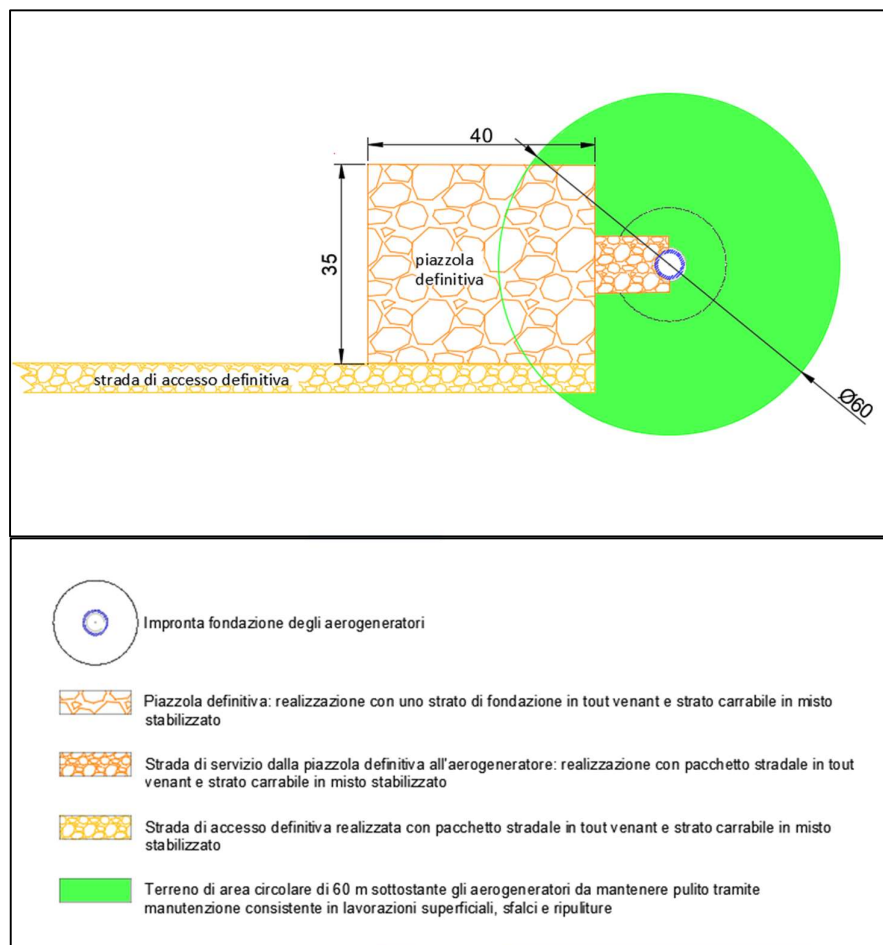 40
35
piazzola
definitiva
strada di accesso definitiva
Ø60
Impronta fondazione degli aerogeneratori
Piazzola definitiva: realizzazione con uno strato di fondazione in tout venant e strato carrabile in misto
stabilizzato
Strada di servizio dalla piazzola definitiva all'aerogeneratore: realizzazione con pacchetto stradale in tout
venant e strato carrabile in misto stabilizzato
Strada di accesso definitiva realizzata con pacchetto stradale in tout venant e strato carrabile in misto
stabilizzato
Terreno di area circolare di 60 m sottostante gli aerogeneratori da mantenere pulito tramite
manutenzione consistente in lavorazioni superficiali, sfalci e ripuliture